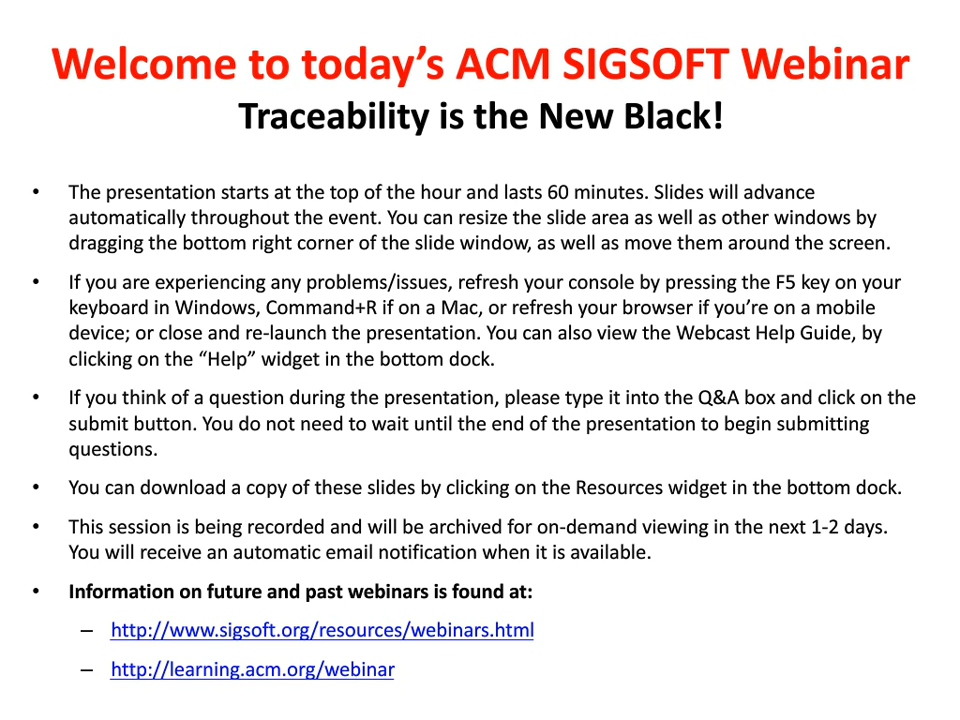 Welcome to today’s ACM SIGSOFT Webinar
Traceability is the New Black!
• The presentation starts at the top of the hour and lasts 60 minutes. Slides will advance
automatically throughout the event. You can resize the slide area as well as other windows by
dragging the bottom right corner of the slide window, as well as move them around the screen.
• If you are experiencing any problems/issues, refresh your console by pressing the F5 key on your
keyboard in Windows, Command+R if on a Mac, or refresh your browser if you’re on a mobile
device; or close and re-launch the presentation. You can also view the Webcast Help Guide, by
clicking on the “Help” widget in the bottom dock.
• If you think of a question during the presentation, please type it into the Q&A box and click on the
submit button. You do not need to wait until the end of the presentation to begin submitting
questions.
• You can download a copy of these slides by clicking on the Resources widget in the bottom dock.
• This session is being recorded and will be archived for on-demand viewing in the next 1-2 days.
You will receive an automatic email notification when it is available.
• Information on future and past webinars is found at:
– http://www.sigsoft.org/resources/webinars.html
– http://learning.acm.org/webinar